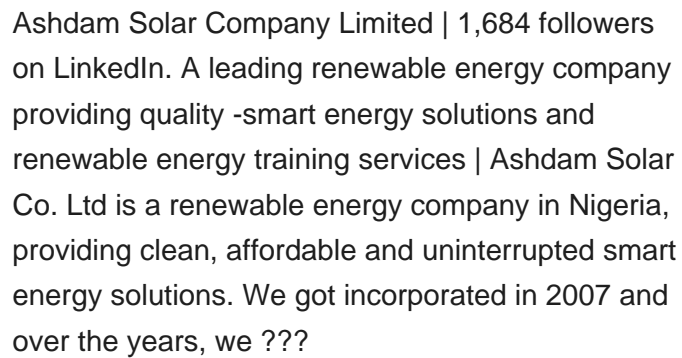 Ashdam Solar Company Limited | 1,684 followers
on LinkedIn. A leading renewable energy company
providing quality -smart energy solutions and
renewable energy training services | Ashdam Solar
Co. Ltd is a renewable energy company in Nigeria,
providing clean, affordable and uninterrupted smart
energy solutions. We got incorporated in 2007 and
over the years, we ???